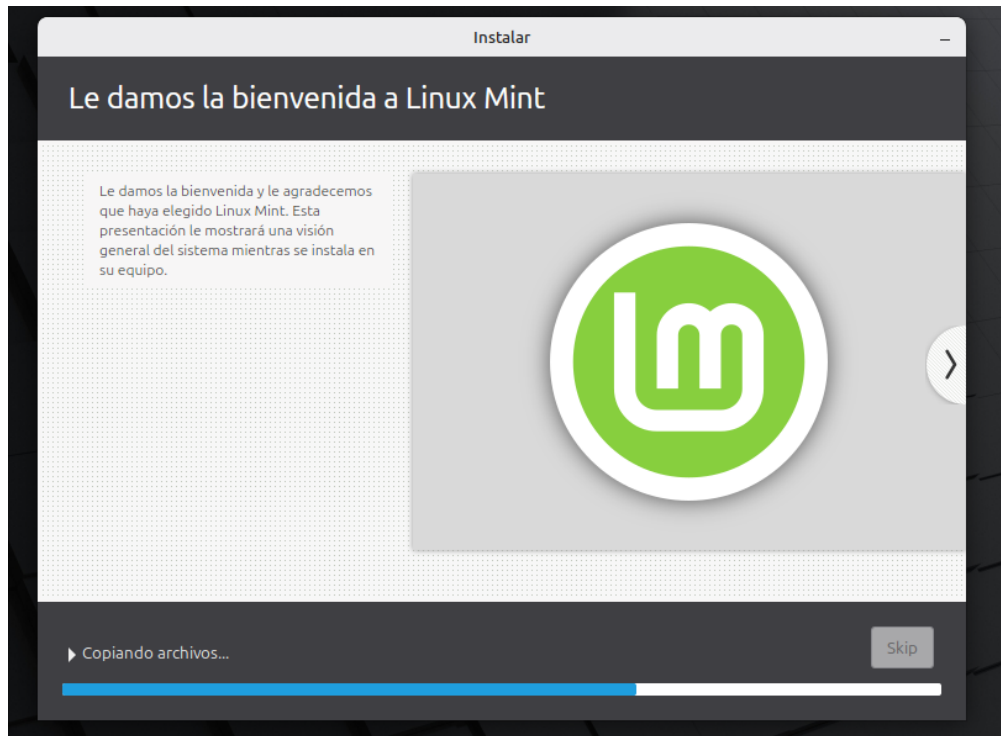 Instalar
Le damos la bienvenida a Linux Mint
Le damos la bienvenida y le agradecemos
que haya elegido Linux Mint. Esta
presentación le mostrará una visión
general del sistema mientras se instala en
su equipo.
Copiando archivos...
Skip